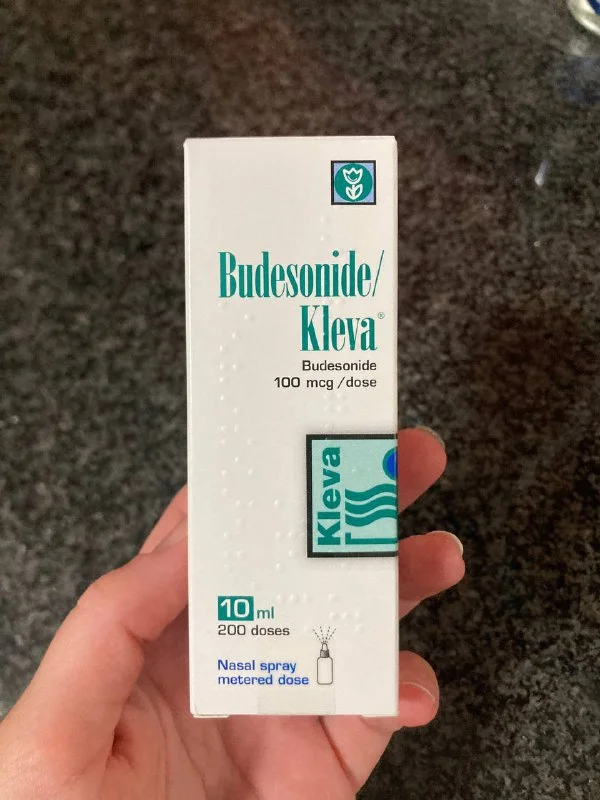 Budesonide/
Kleva®
Budesonide
100 mcg/dose
Kleva
10 ml
200 doses
Nasal spray
metered dose